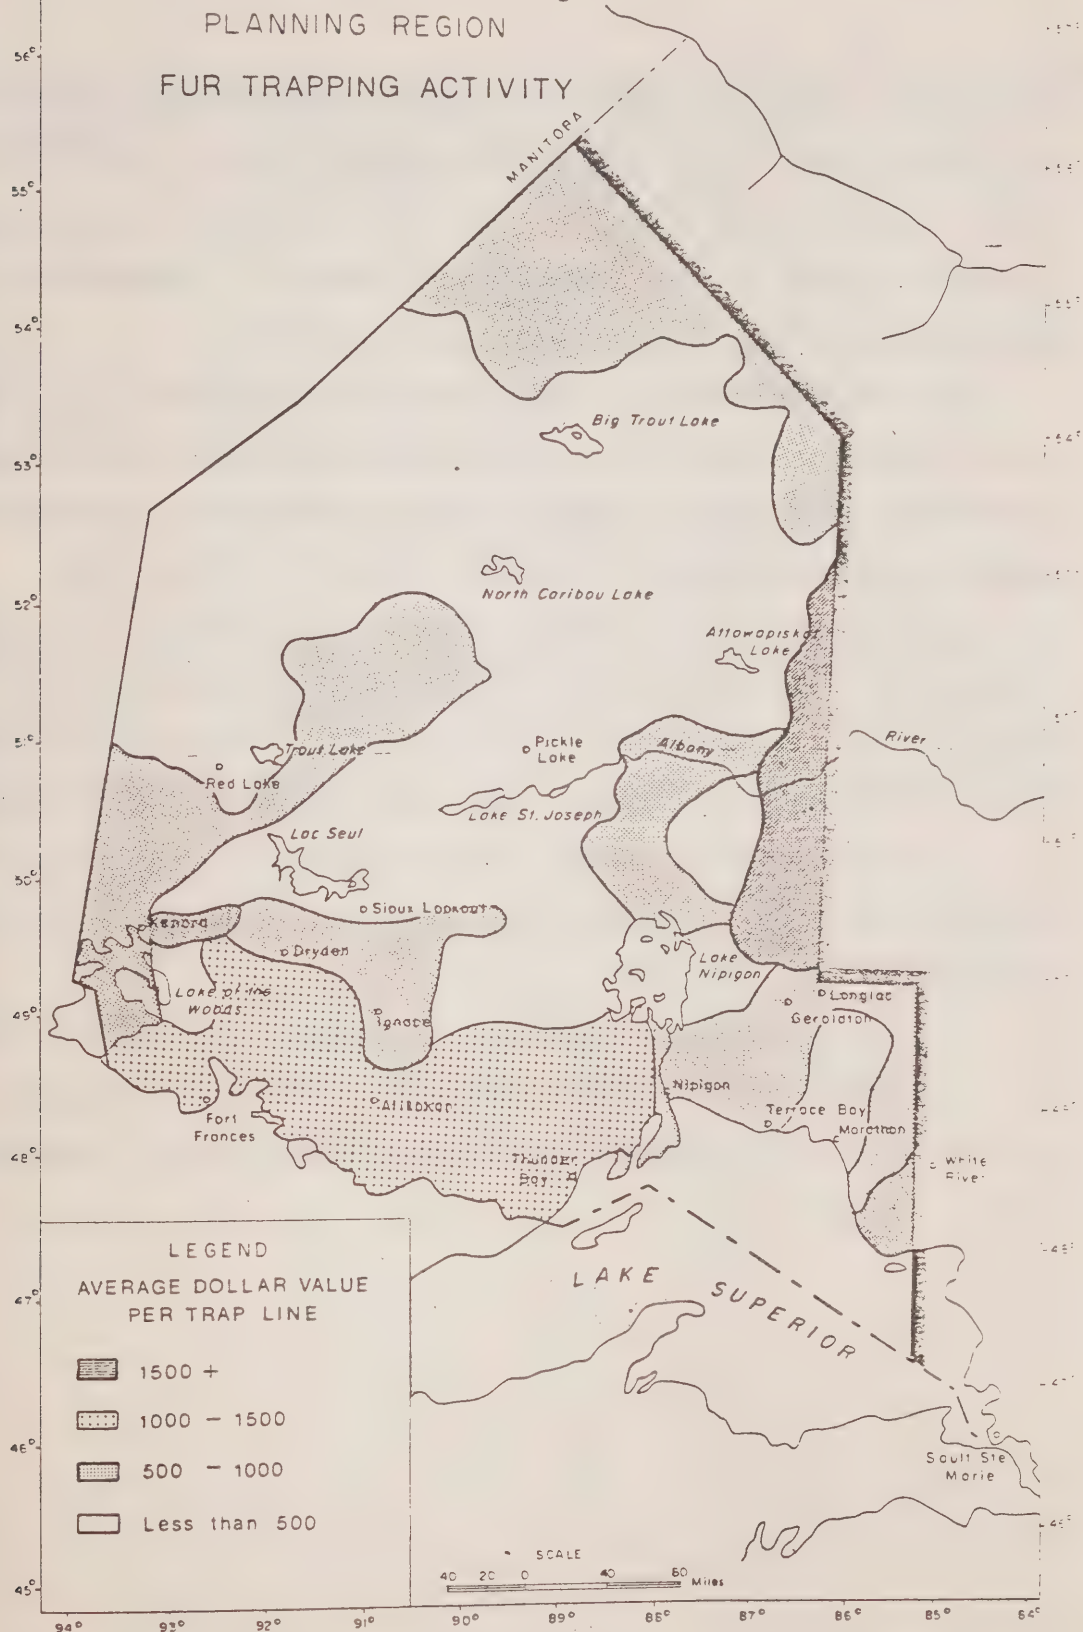 PLANNING REGION
FUR TRAPPING ACTIVITY
MANITOBA
56°
55°
54°
53°
52°
51°
50°
49°
48°
47°
46°
45°
Big Trout Lake
North Caribou Lake
Attawapiskat
Lake
Trout Lake
Red Lake
Pickle
Lake
Albany
River
Lake St. Joseph
Lac Seul
Sioux Lookout
Kenora
Dryden
Lake of the
Woods
Ignace
Lake
Nipigon
Longlac
Geraldton
Nipigon
Atikokan
Fort
Frances
Terrace Bay
Marathon
Thunder
Bay
White
River
LAKE SUPERIOR
Sault Ste
Marie
LEGEND
AVERAGE DOLLAR VALUE
PER TRAP LINE
1500 +
1000 - 1500
500 - 1000
Less than 500
SCALE
40 20 0 40 80 Miles
94° 93° 92° 91° 90° 89° 88° 87° 86° 85° 84°